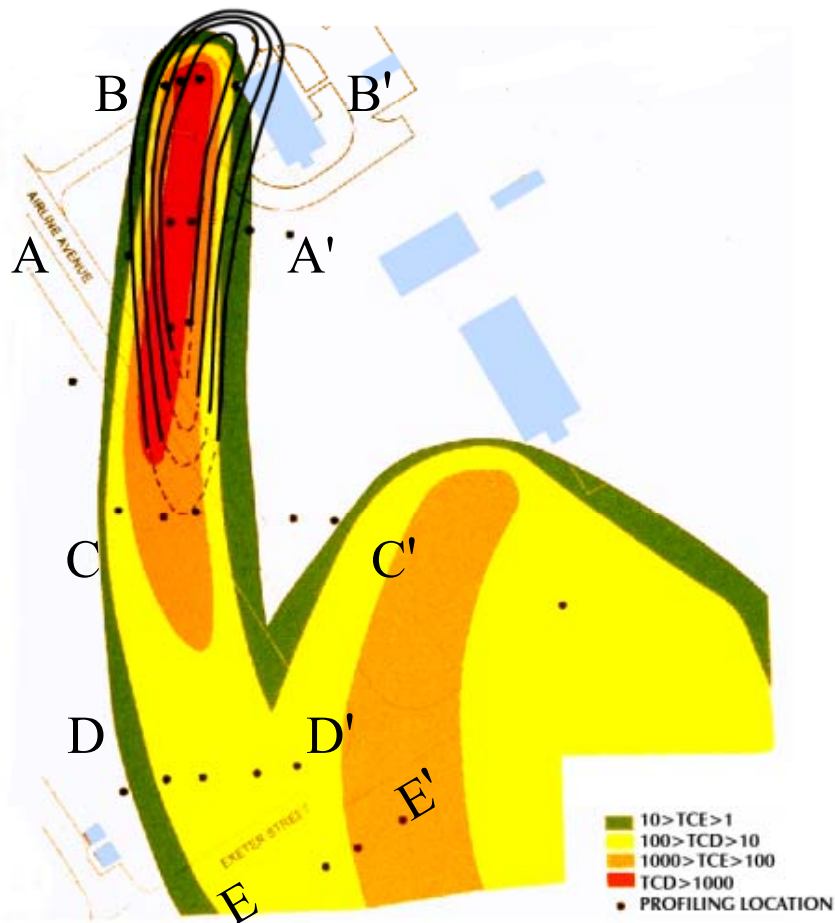 B
B'
AIRLINE AVENUE
A
A'
C
C'
D
D'
E'
EXETER STREET
E
10>TCE>1
100>TCD>10
1000>TCE>100
TCD>1000
PROFILING LOCATION